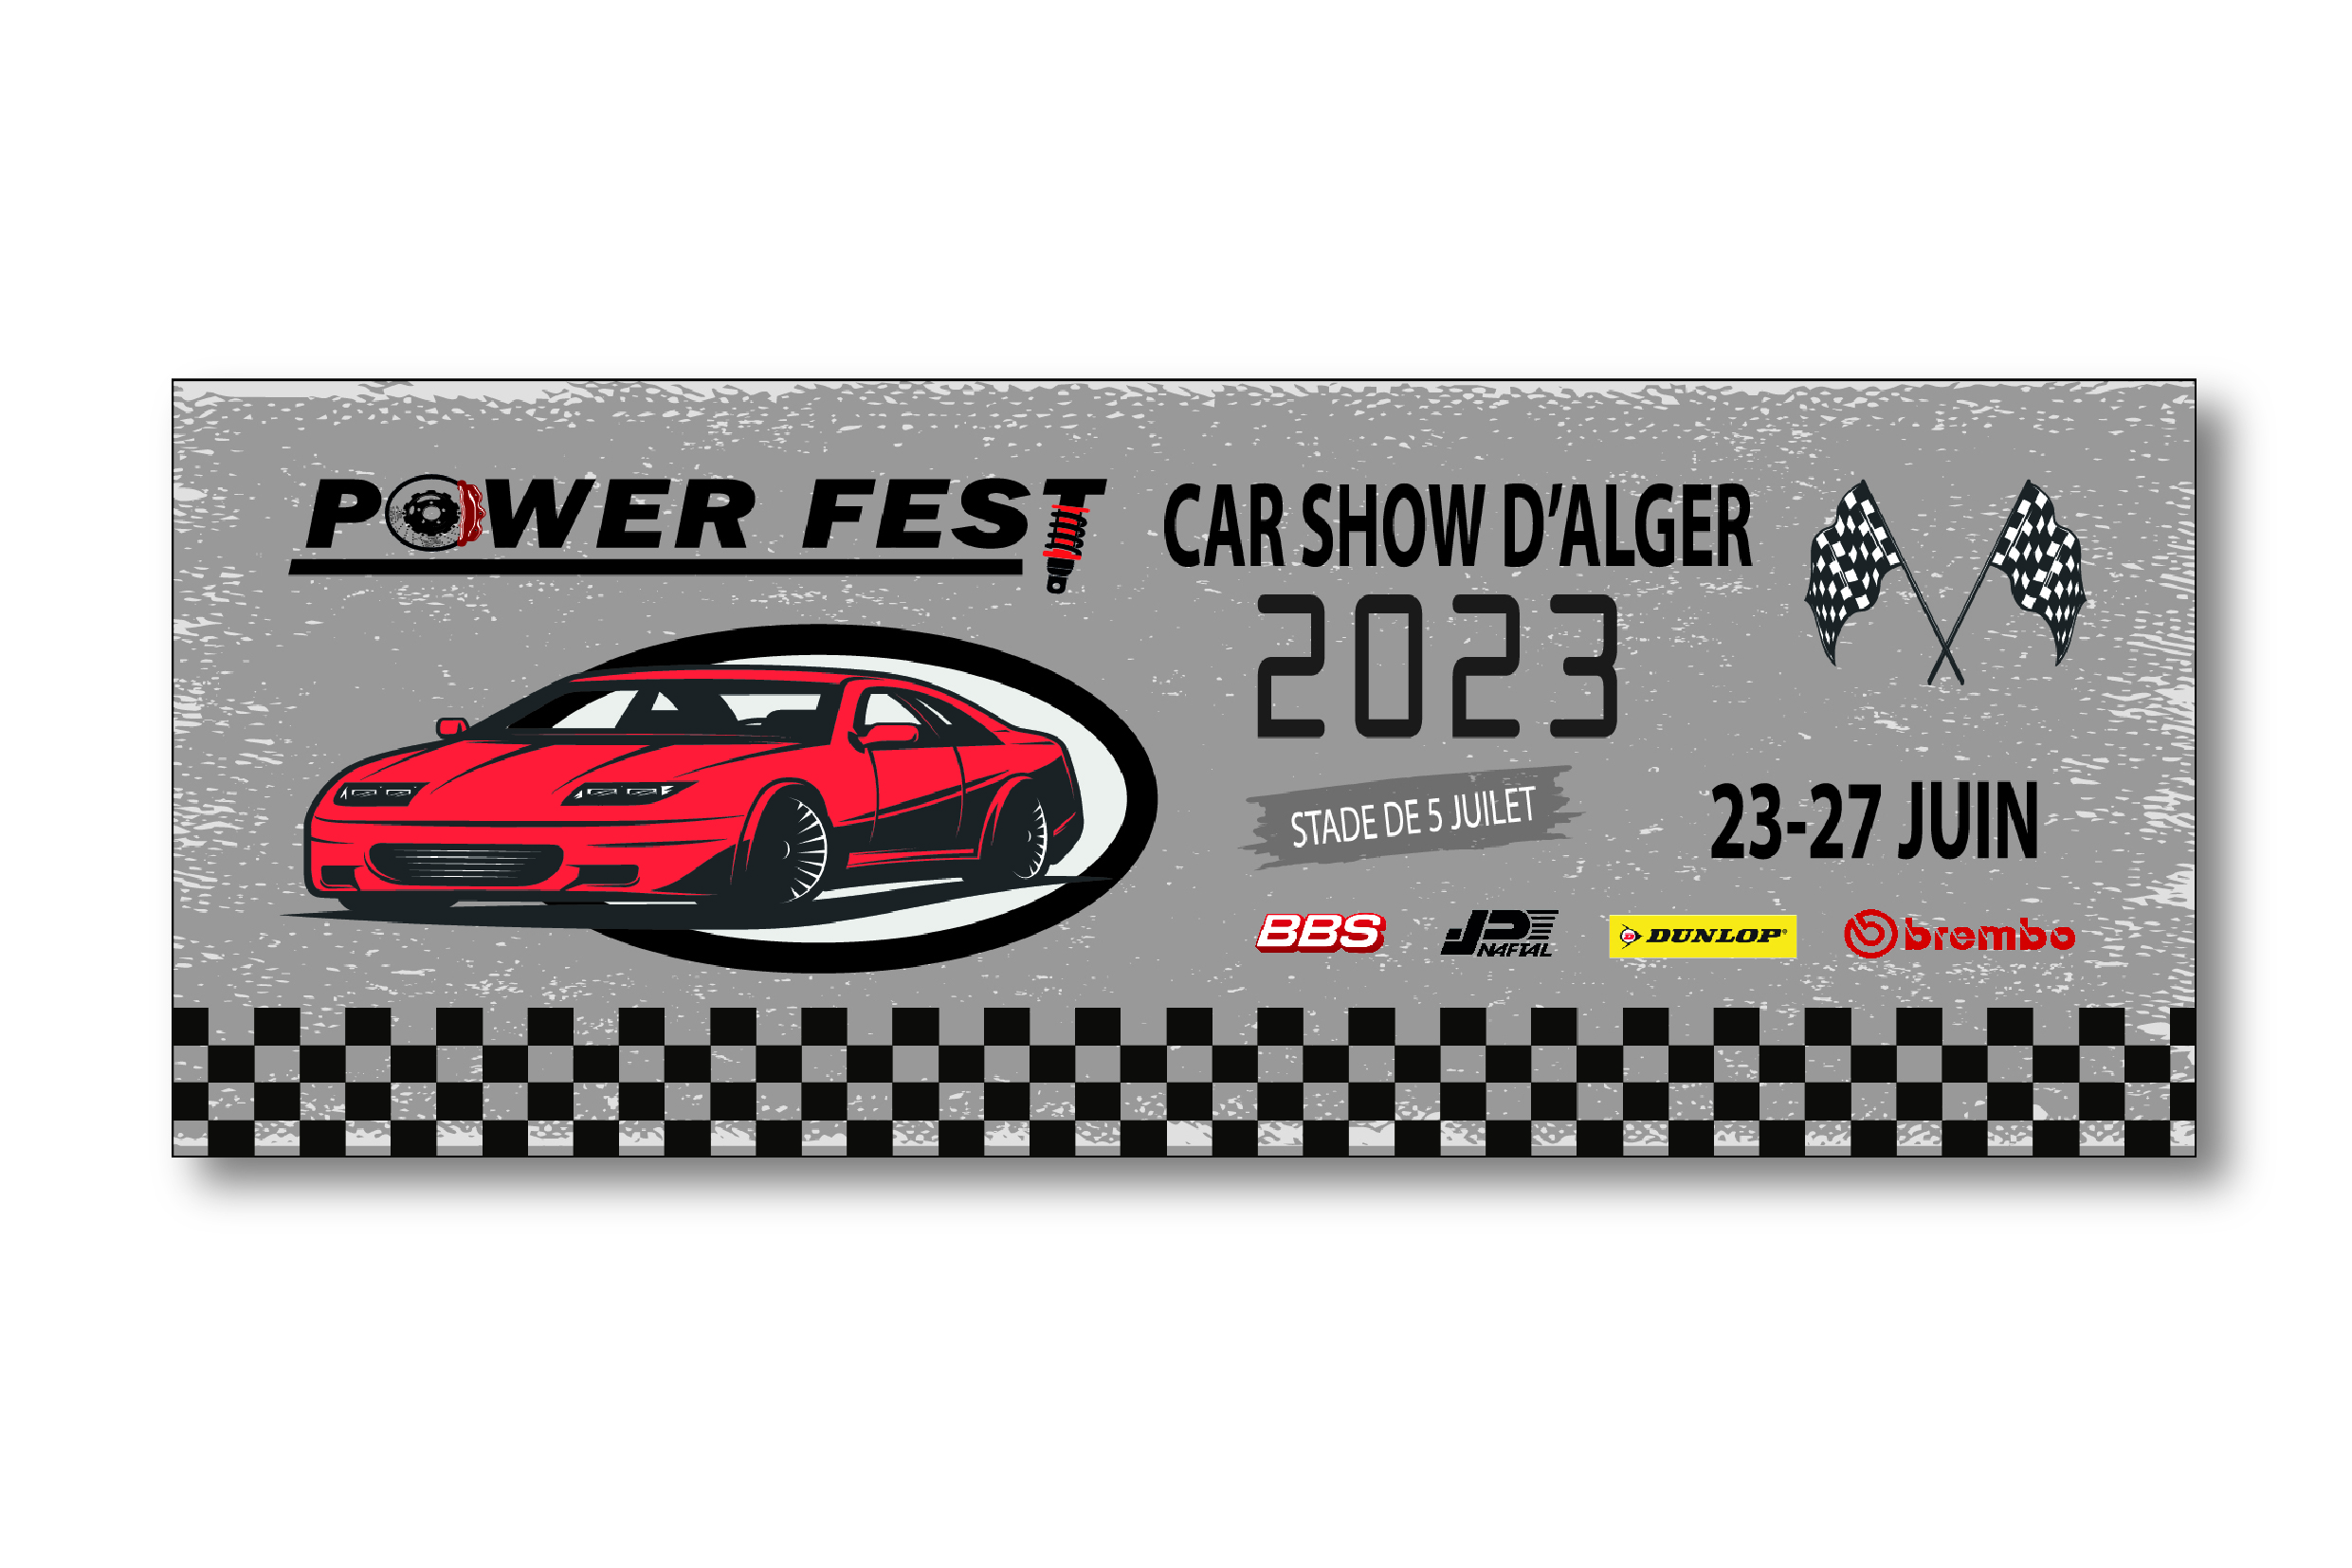 POWER FEST
CAR SHOW D'ALGER
2023
STADE DE 5 JUILET
23-27 JUIN
BBS
NAFTAL
DUNLOP®
brembo